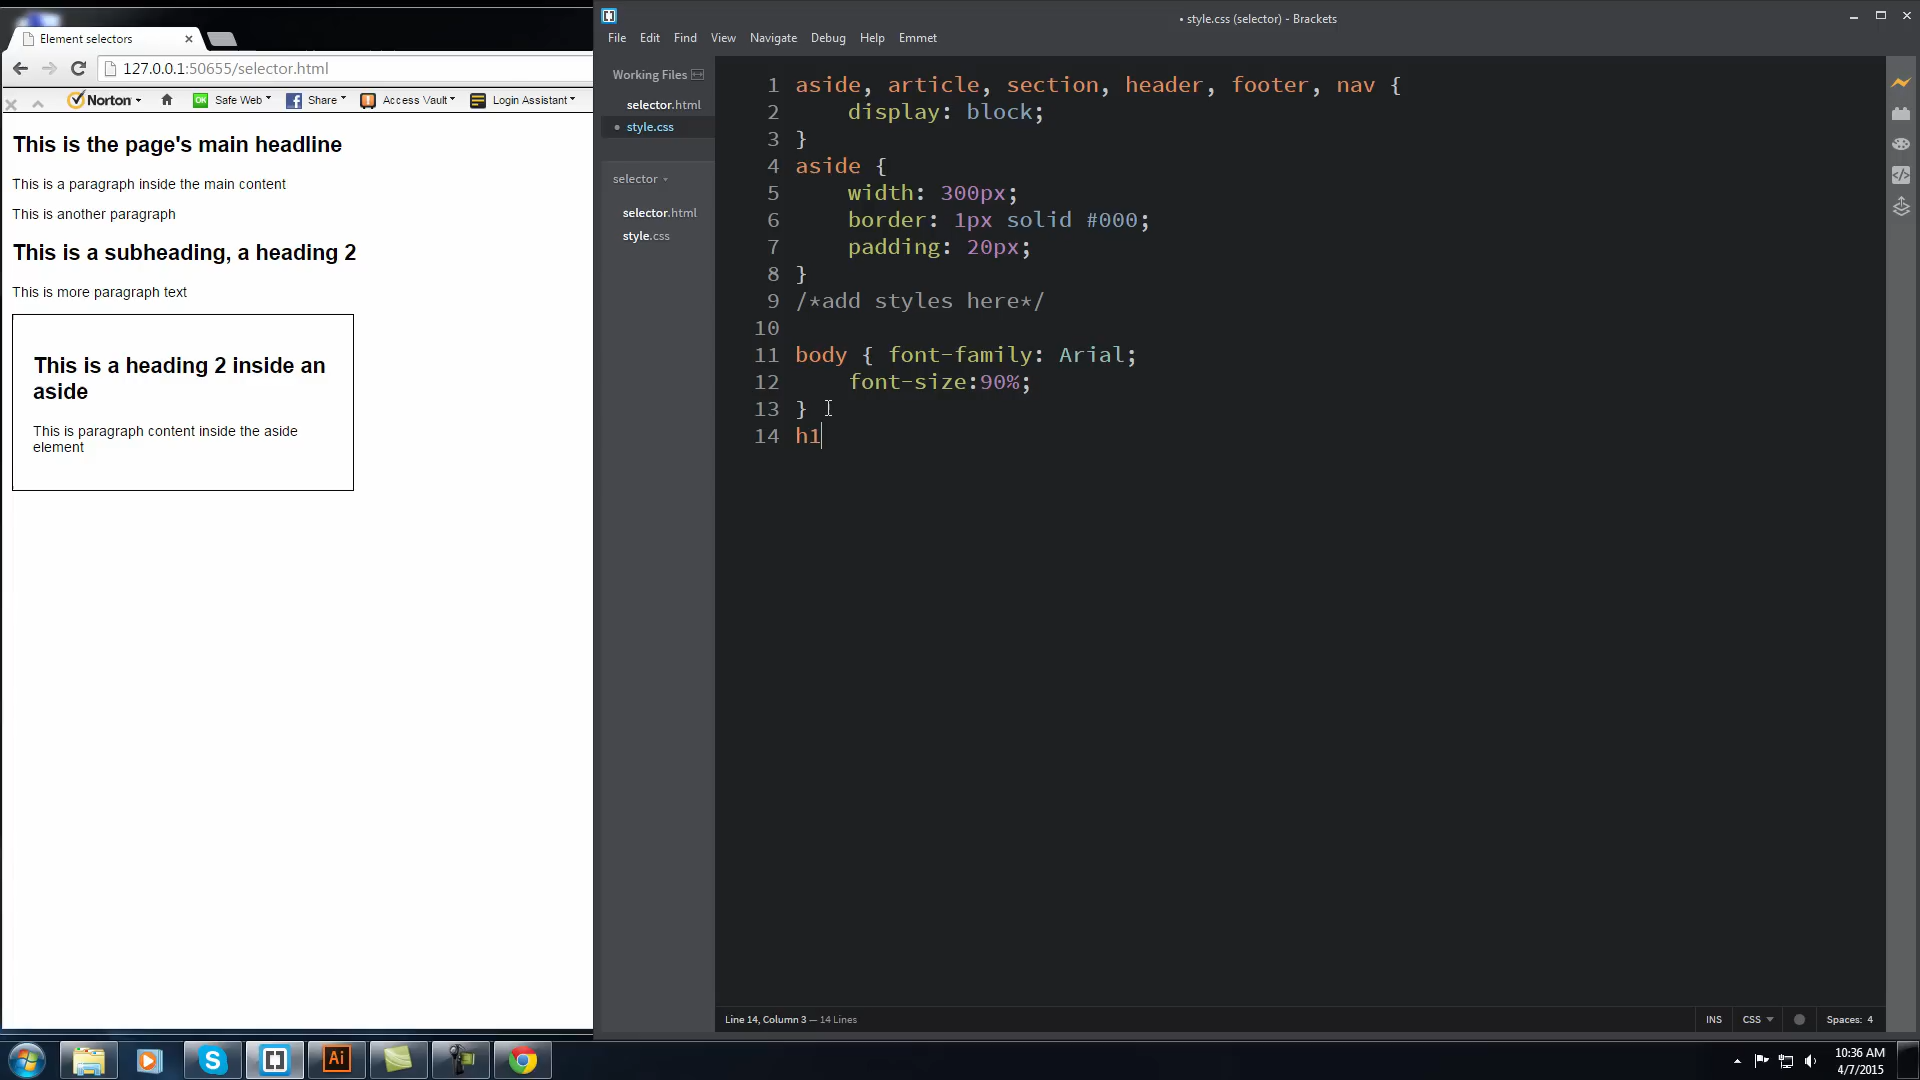 Element selectors
127.0.0.1:50655/selector.html
Norton
OK Safe Web
Share
Access Vault
Login Assistant
This is the page's main headline
This is a paragraph inside the main content
This is another paragraph
This is a subheading, a heading 2
This is more paragraph text
This is a heading 2 inside an
aside
This is paragraph content inside the aside
element
• style.css (selector) - Brackets
File Edit Find View Navigate Debug Help Emmet
Working Files
selector.html
• style.css
selector
selector.html
style.css
1 aside, article, section, header, footer, nav {
2 display: block;
3 }
4 aside {
5 width: 300px;
6 border: 1px solid #000;
7 padding: 20px;
8 }
9 /*add styles here*/
10
11 body { font-family: Arial;
12 font-size:90%;
13 }
14 h1
Line 14, Column 3 — 14 Lines
INS CSS Spaces: 4
Ai
10:36 AM
4/7/2015